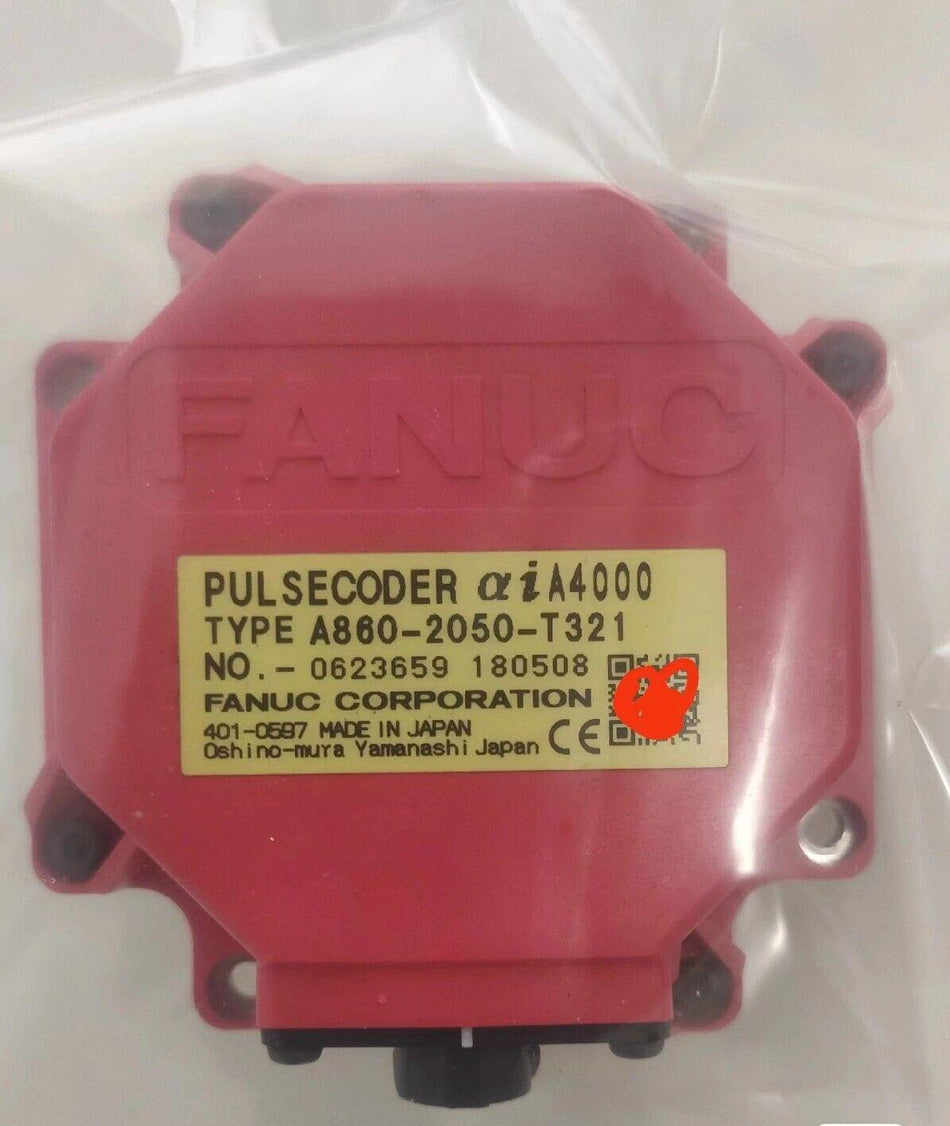 FANUC
PULSECODER αiA4000
TYPE A860-2050-T321
NO.- 0623659 180508
FANUC CORPORATION
401-0597 MADE IN JAPAN
Oshino-mura Yamanashi Japan CE